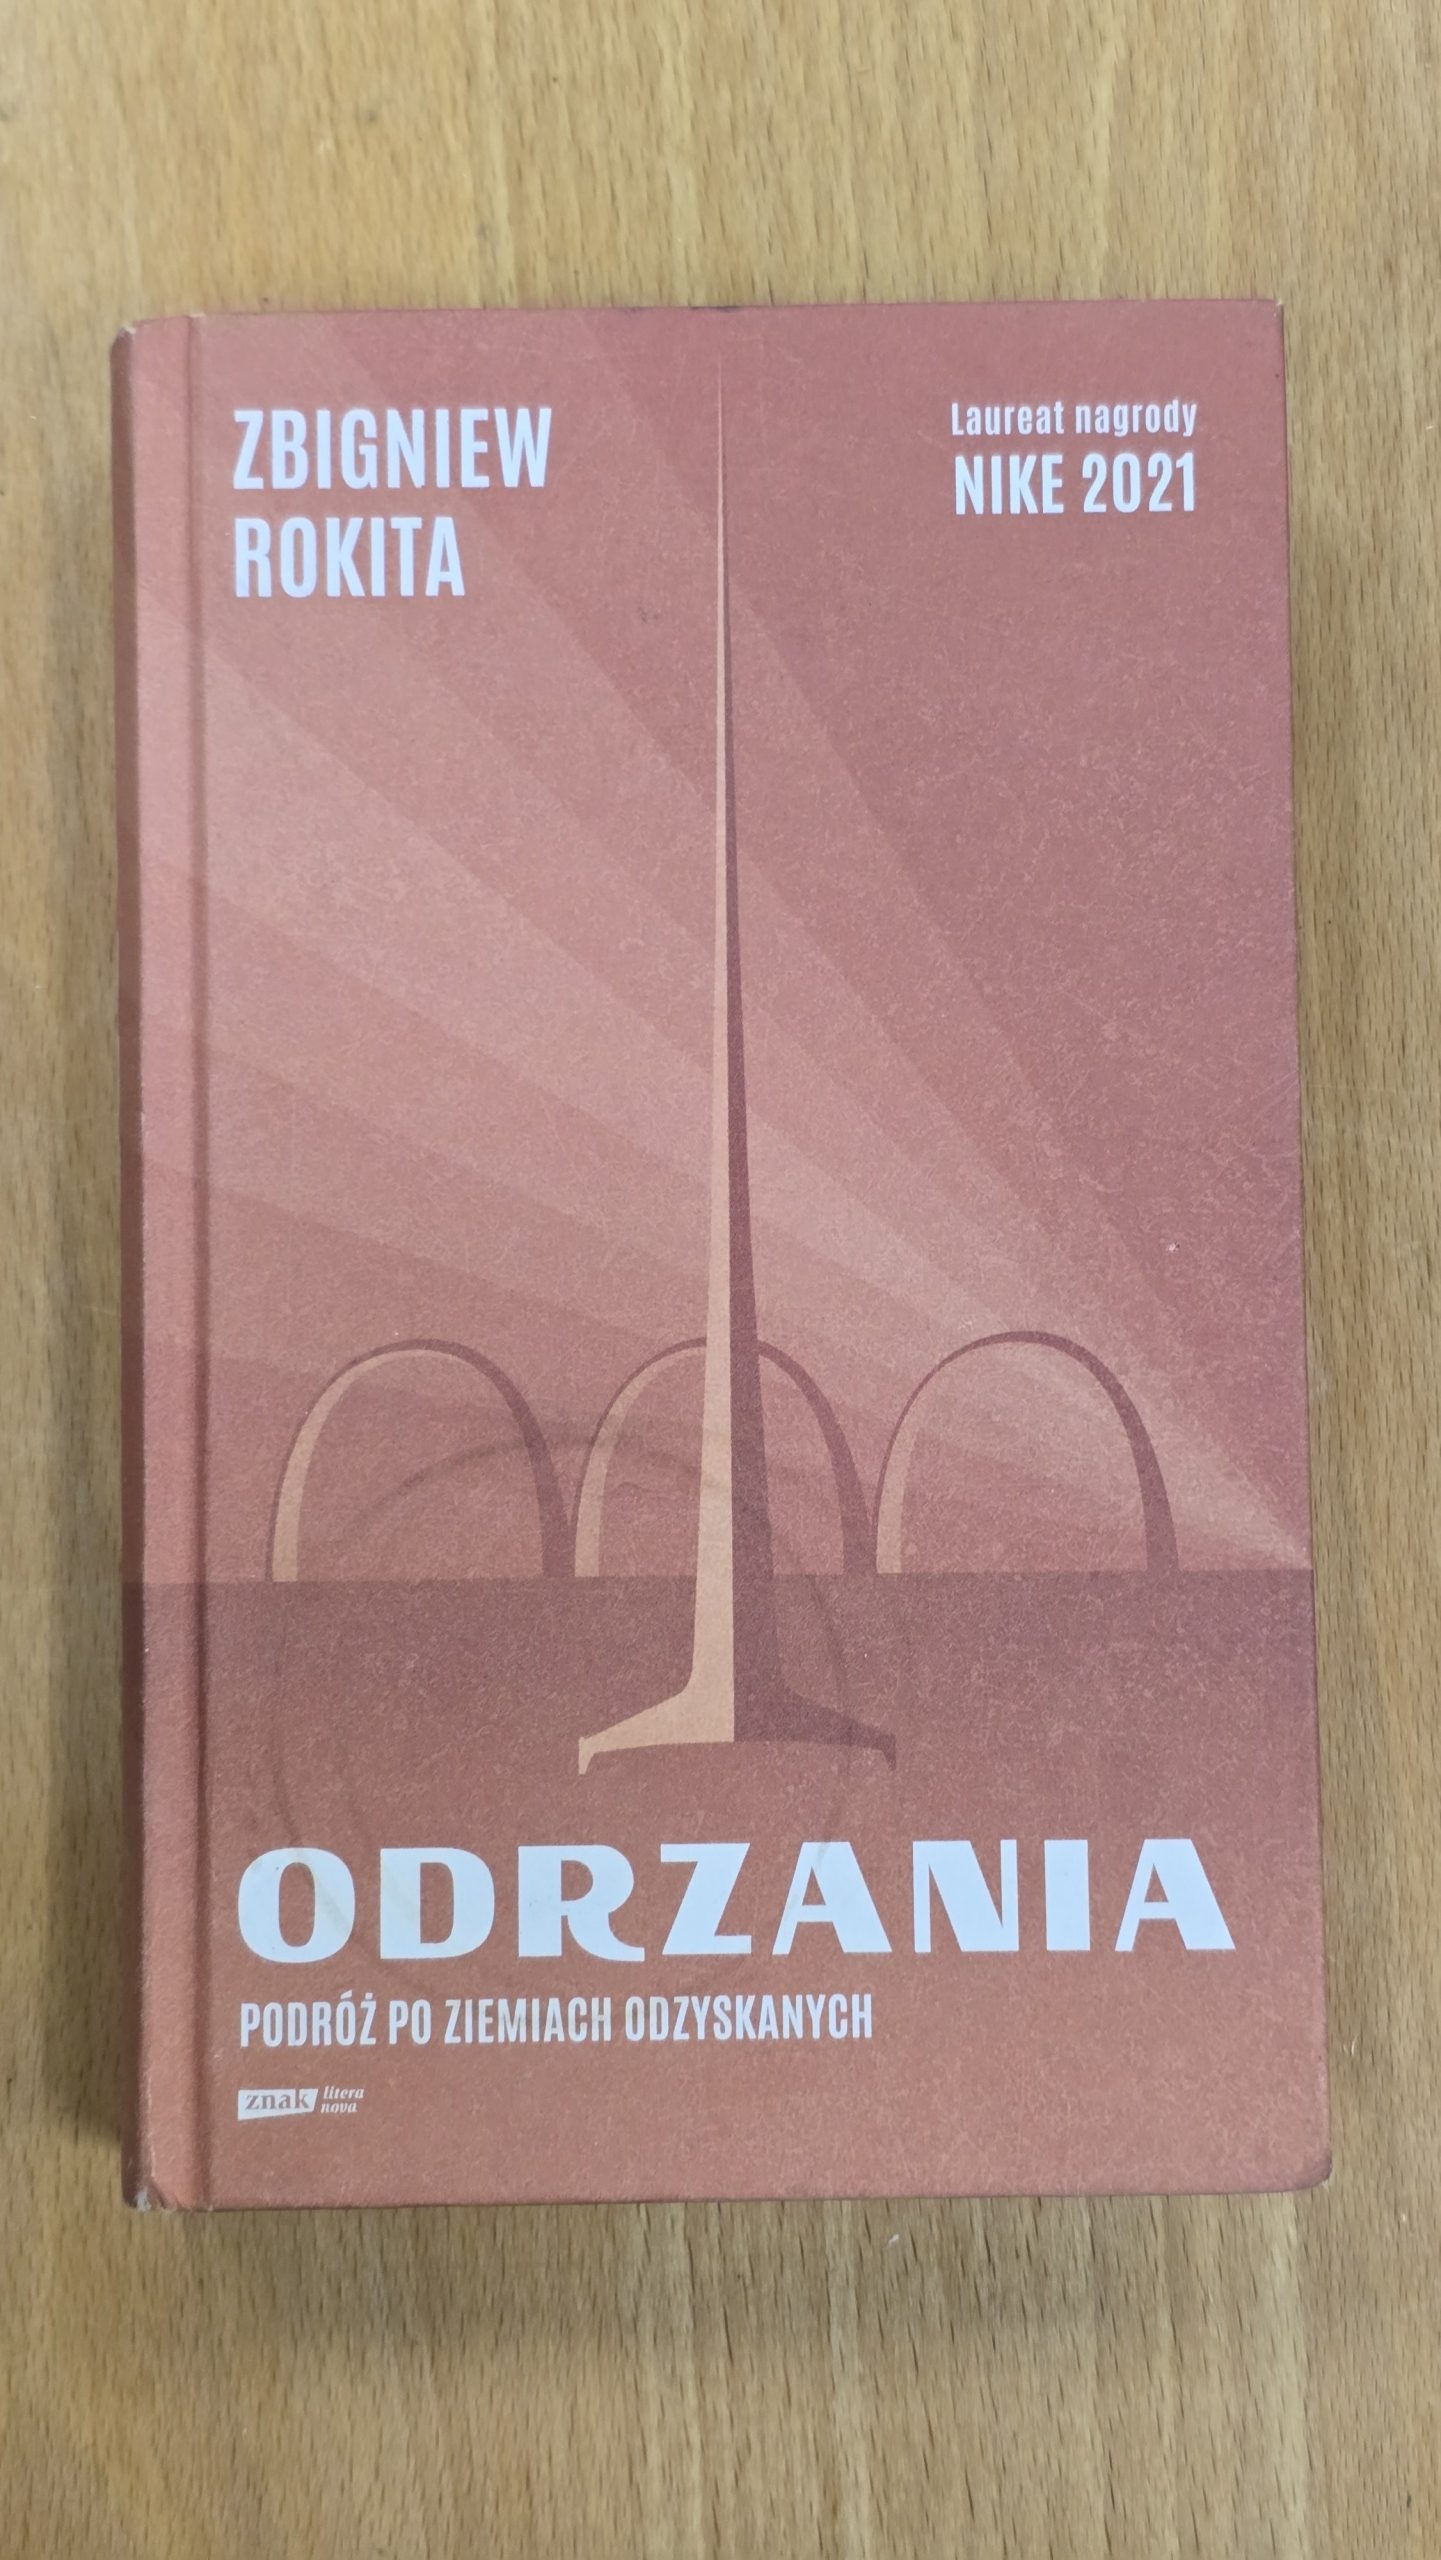 ZBIGNIEW
ROKITA
Laureat nagrody
NIKE 2021
ODRZANIA
PODRÓŻ PO ZIEMIACH ODZYSKANYCH
znak litera
nova